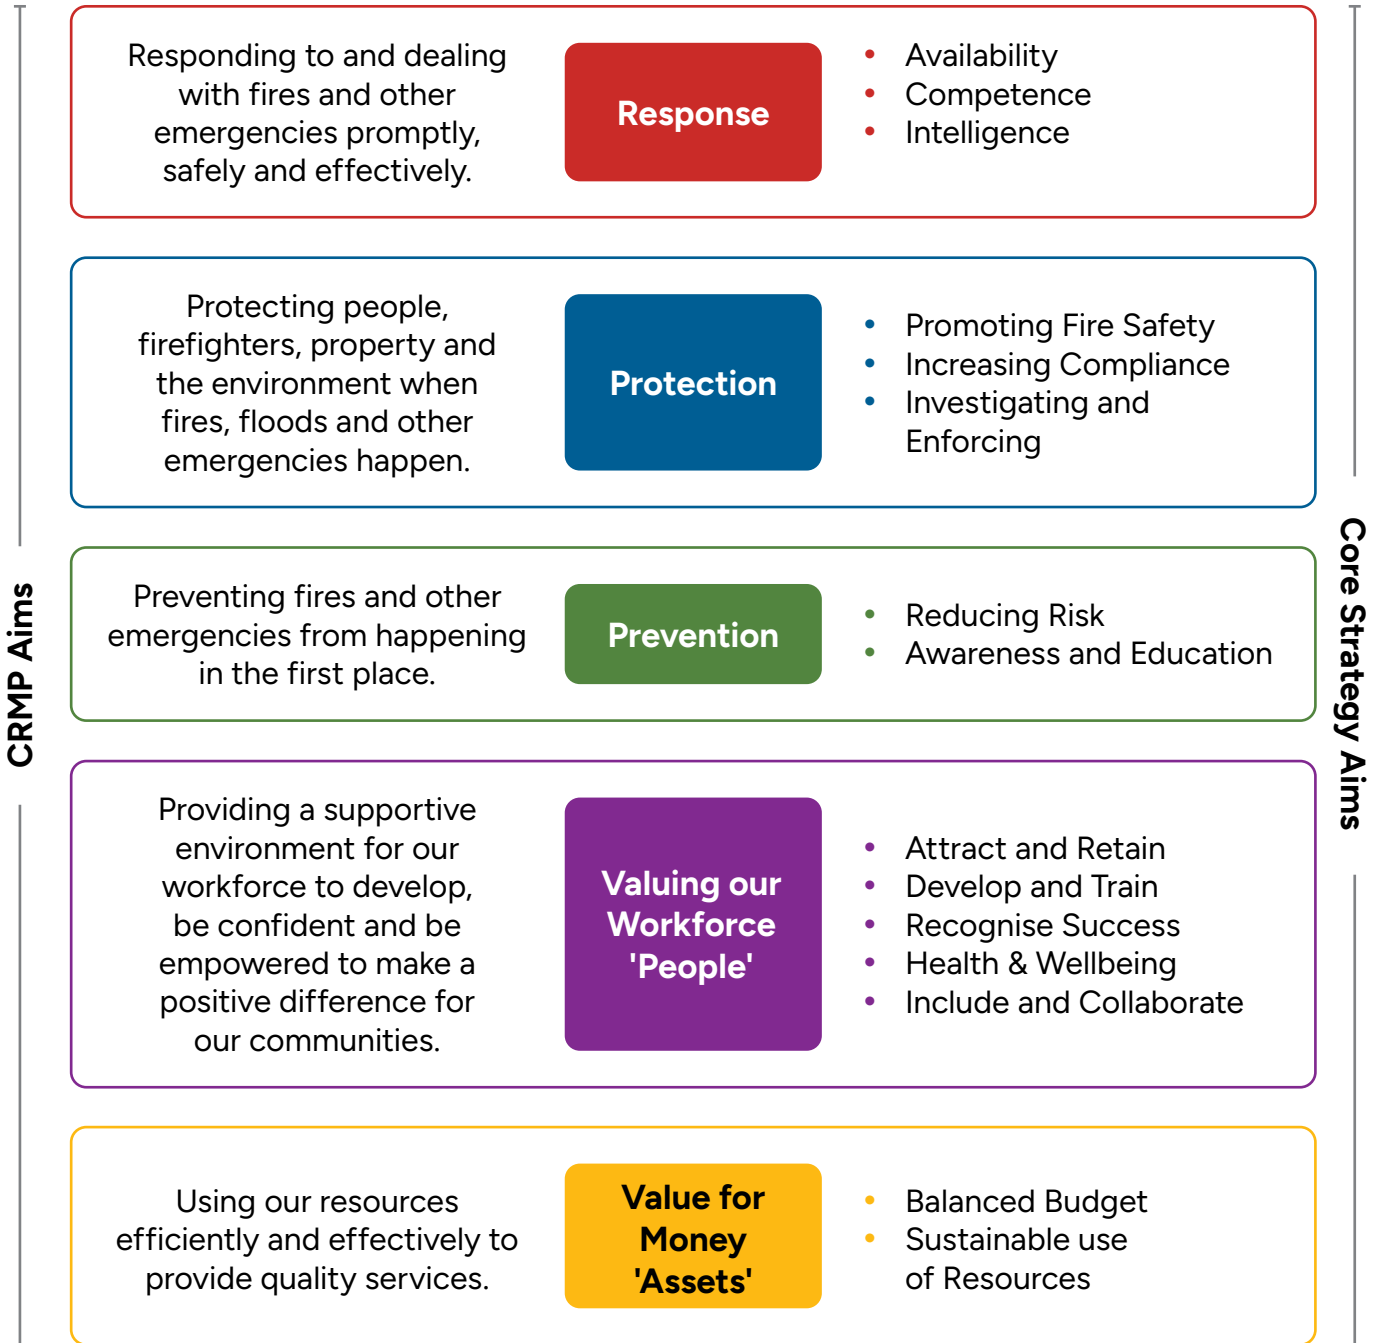 CRMP Aims
Core Strategy Aims
Responding to and dealing
with fires and other
emergencies promptly,
safely and effectively.
Response
• Availability
• Competence
• Intelligence
Protecting people,
firefighters, property and
the environment when
fires, floods and other
emergencies happen.
Protection
• Promoting Fire Safety
• Increasing Compliance
• Investigating and
Enforcing
Preventing fires and other
emergencies from happening
in the first place.
Prevention
• Reducing Risk
• Awareness and Education
Providing a supportive
environment for our
workforce to develop,
be confident and be
empowered to make a
positive difference for
our communities.
Valuing our
Workforce
'People'
• Attract and Retain
• Develop and Train
• Recognise Success
• Health & Wellbeing
• Include and Collaborate
Using our resources
efficiently and effectively to
provide quality services.
Value for
Money
'Assets'
• Balanced Budget
• Sustainable use
of Resources